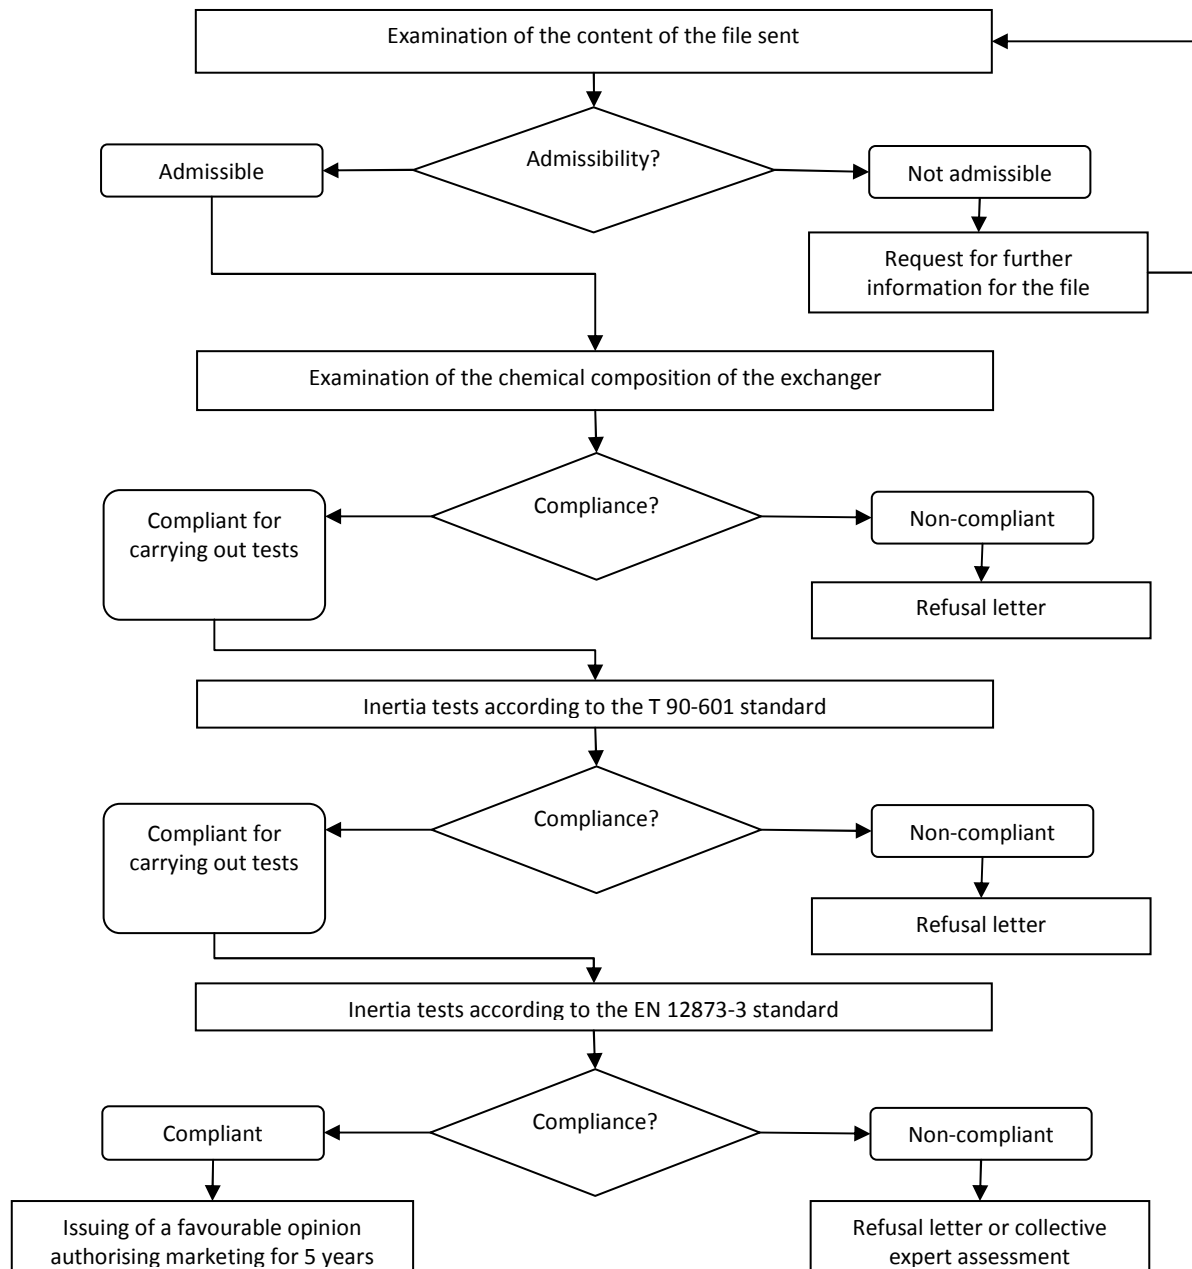 Examination of the content of the file sent
Admissibility?
Admissible
Not admissible
Request for further
information for the file
Examination of the chemical composition of the exchanger
Compliance?
Compliant for
carrying out tests
Non-compliant
Refusal letter
Inertia tests according to the T 90-601 standard
Compliance?
Compliant for
carrying out tests
Non-compliant
Refusal letter
Inertia tests according to the EN 12873-3 standard
Compliance?
Compliant
Non-compliant
Issuing of a favourable opinion
authorising marketing for 5 years
Refusal letter or collective
expert assessment